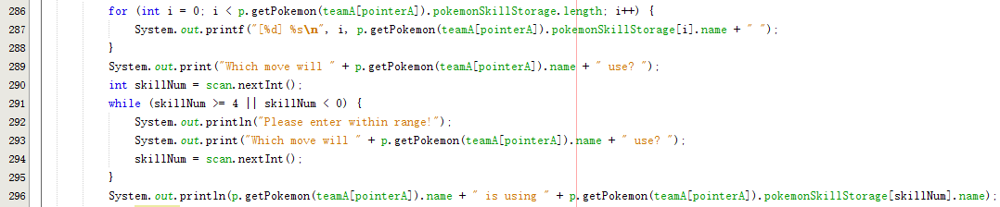 286 for (int i = 0; i < p.getPokemon(teamA[pointerA]).pokemonSkillStorage.length; i++) {
287 System.out.printf("[%d] %s\n", i, p.getPokemon(teamA[pointerA]).pokemonSkillStorage[i].name + " ");
288 }
289 System.out.print("Which move will " + p.getPokemon(teamA[pointerA]).name + " use? ");
290 int skillNum = scan.nextInt();
291 while (skillNum >= 4 || skillNum < 0) {
292 System.out.println("Please enter within range!");
293 System.out.print("Which move will " + p.getPokemon(teamA[pointerA]).name + " use? ");
294 skillNum = scan.nextInt();
295 }
296 System.out.println(p.getPokemon(teamA[pointerA]).name + " is using " + p.getPokemon(teamA[pointerA]).pokemonSkillStorage[skillNum].name);